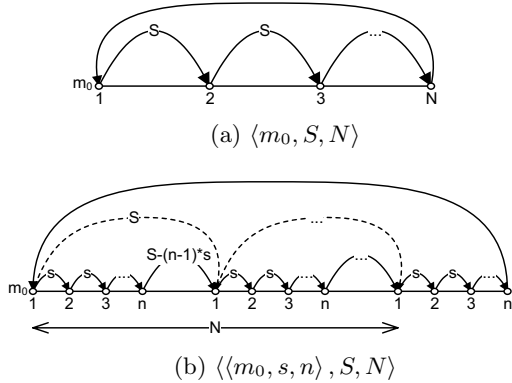 S S ...
m₀
1 2 3 N
(a) ⟨m₀, S, N⟩
S ...
S-(n-1)*s ...
s s ... s s ... s s ...
m₀
1 2 3 n 1 2 3 n 1 2 3 n
N
(b) ⟨⟨m₀, s, n⟩, S, N⟩